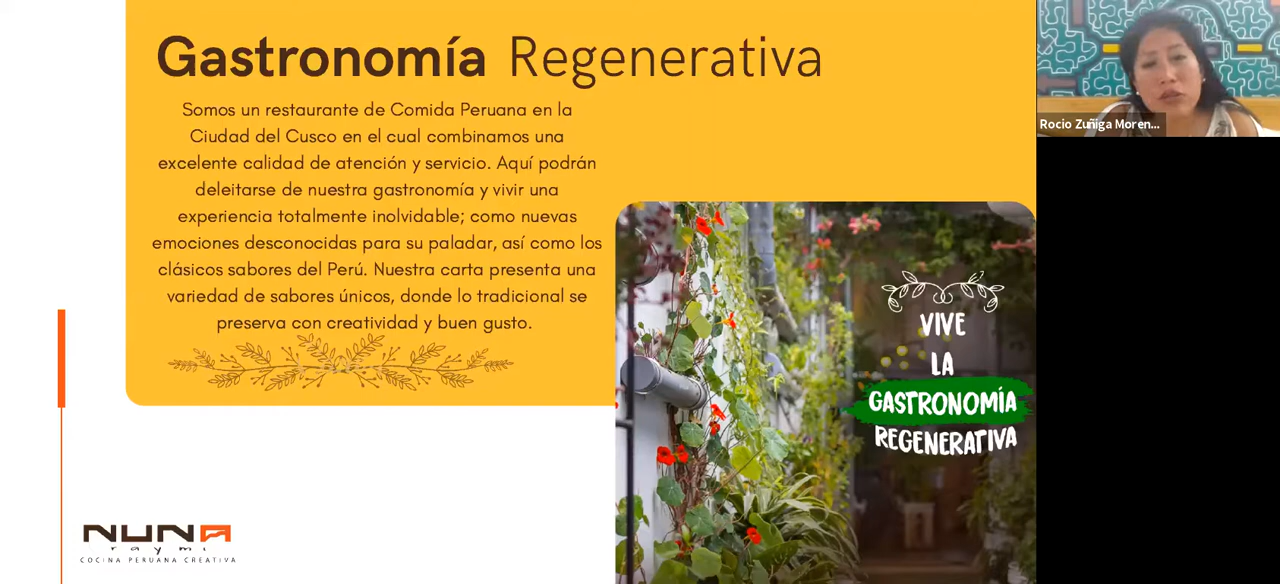 Gastronomía Regenerativa
Somos un restaurante de Comida Peruana en la
Ciudad del Cusco en el cual combinamos una
excelente calidad de atención y servicio. Aquí podrán
deleitarse de nuestra gastronomía y vivir una
experiencia totalmente inolvidable; como nuevas
emociones desconocidas para su paladar, así como los
clásicos sabores del Perú. Nuestra carta presenta una
variedad de sabores únicos, donde lo tradicional se
preserva con creatividad y buen gusto.
VIVE
LA
GASTRONOMÍA
REGENERATIVA
NUNA
raymi
COCINA PERUANA CREATIVA
Rocio Zuñiga Moren...